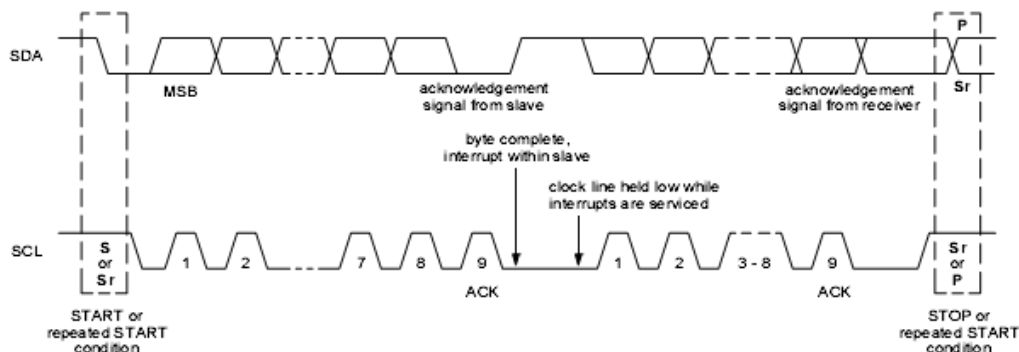 P
SDA
MSB
acknowledgement
signal from slave
acknowledgement
signal from receiver
Sr
byte complete,
interrupt within slave
clock line held low while
interrupts are serviced
SCL
S
or
Sr
1
2
7
8
9
1
2
3 - 8
9
Sr
or
P
ACK
ACK
START or
repeated START
condition
STOP or
repeated START
condition